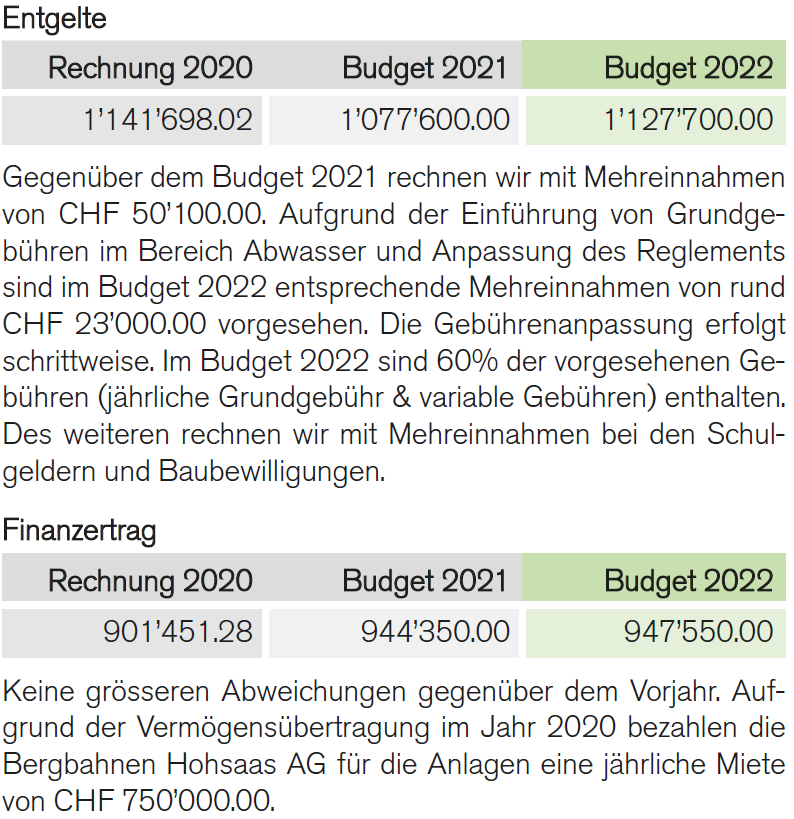 Entgelte
Rechnung 2020 Budget 2021 Budget 2022
1’141’698.02 1’077’600.00 1’127’700.00
Gegenüber dem Budget 2021 rechnen wir mit Mehreinnahmen
von CHF 50’100.00. Aufgrund der Einführung von Grundge-
bühren im Bereich Abwasser und Anpassung des Reglements
sind im Budget 2022 entsprechende Mehreinnahmen von rund
CHF 23’000.00 vorgesehen. Die Gebührenanpassung erfolgt
schrittweise. Im Budget 2022 sind 60% der vorgesehenen Ge-
bühren (jährliche Grundgebühr & variable Gebühren) enthalten.
Des weiteren rechnen wir mit Mehreinnahmen bei den Schul-
geldern und Baubewilligungen.
Finanzertrag
Rechnung 2020 Budget 2021 Budget 2022
901’451.28 944’350.00 947’550.00
Keine grösseren Abweichungen gegenüber dem Vorjahr. Auf-
grund der Vermögensübertragung im Jahr 2020 bezahlen die
Bergbahnen Hohsaas AG für die Anlagen eine jährliche Miete
von CHF 750’000.00.